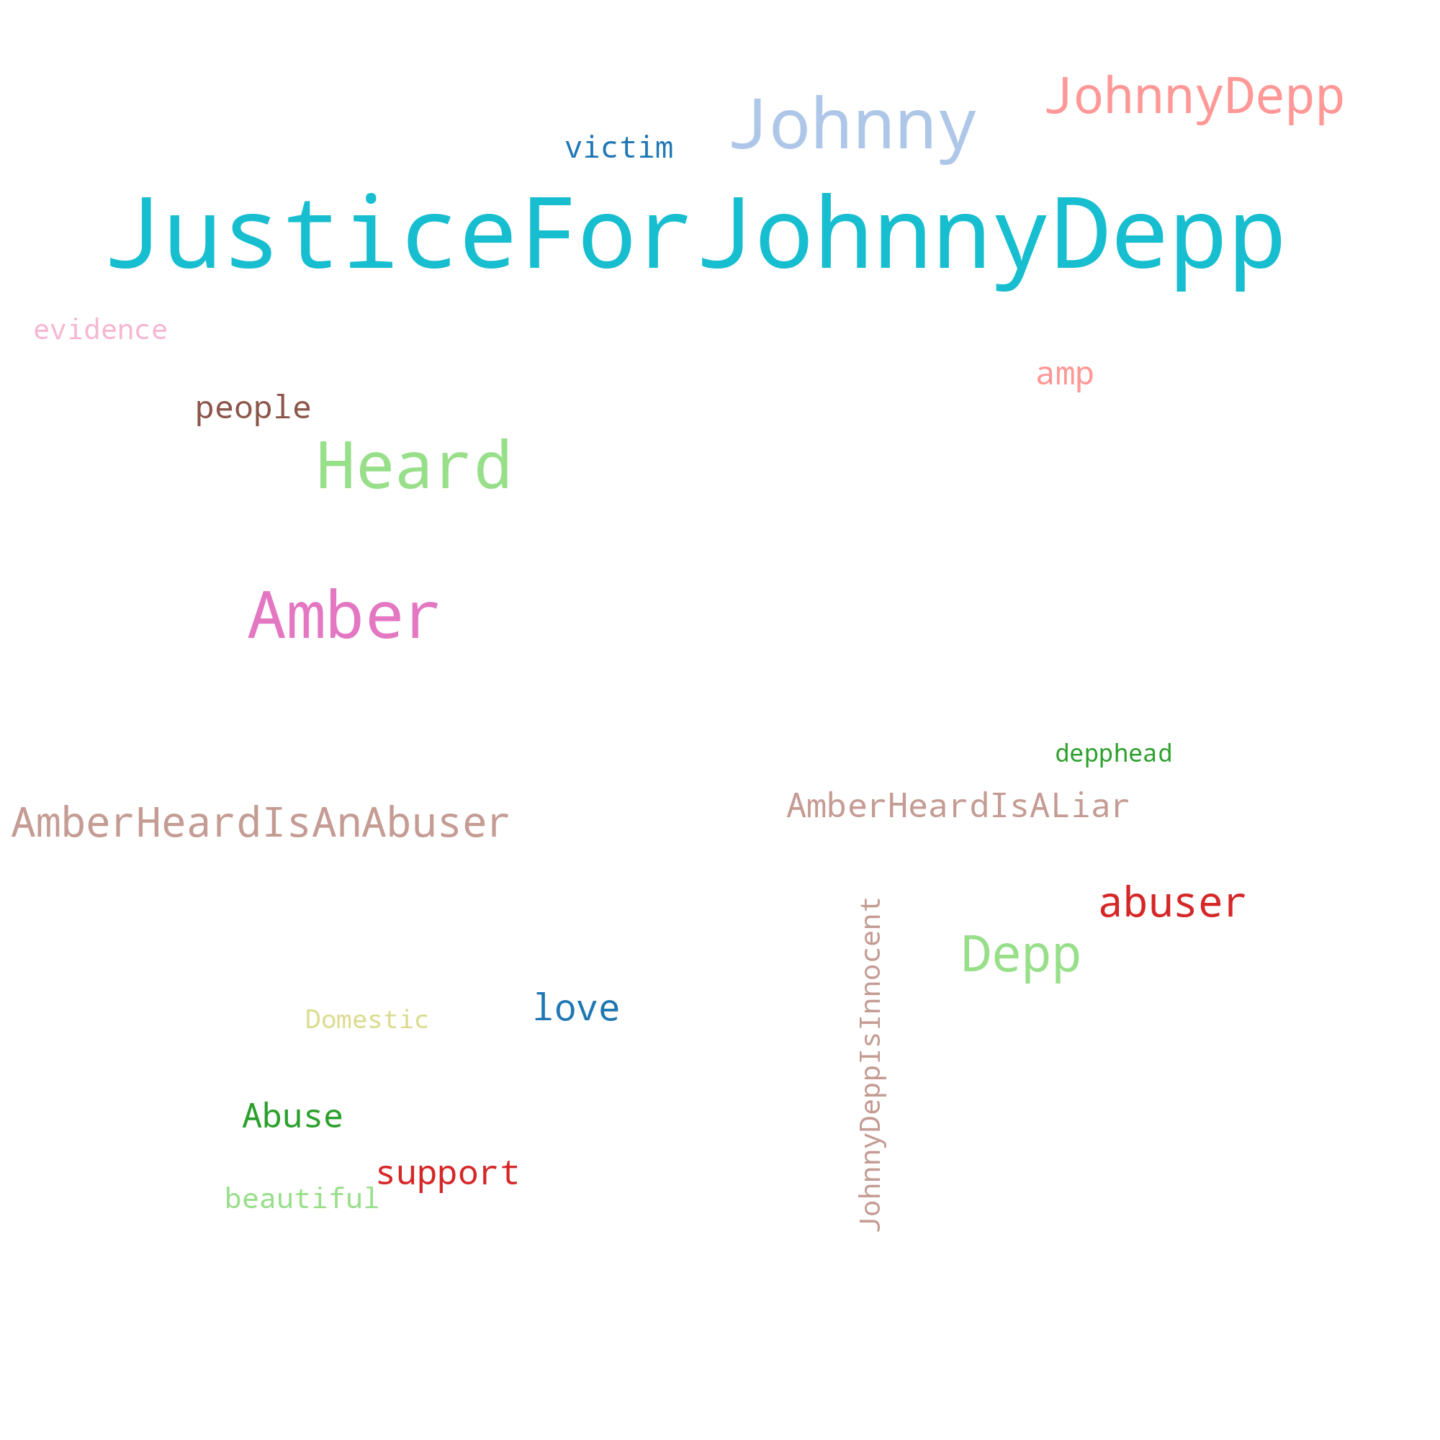 JohnnyDepp
Johnny
victim
JusticeForJohnnyDepp
evidence
amp
people
Heard
Amber
depphead
AmberHeardIsALiar
AmberHeardIsAnAbuser
abuser
Depp
JohnnyDeppIsInnocent
love
Domestic
Abuse
support
beautiful